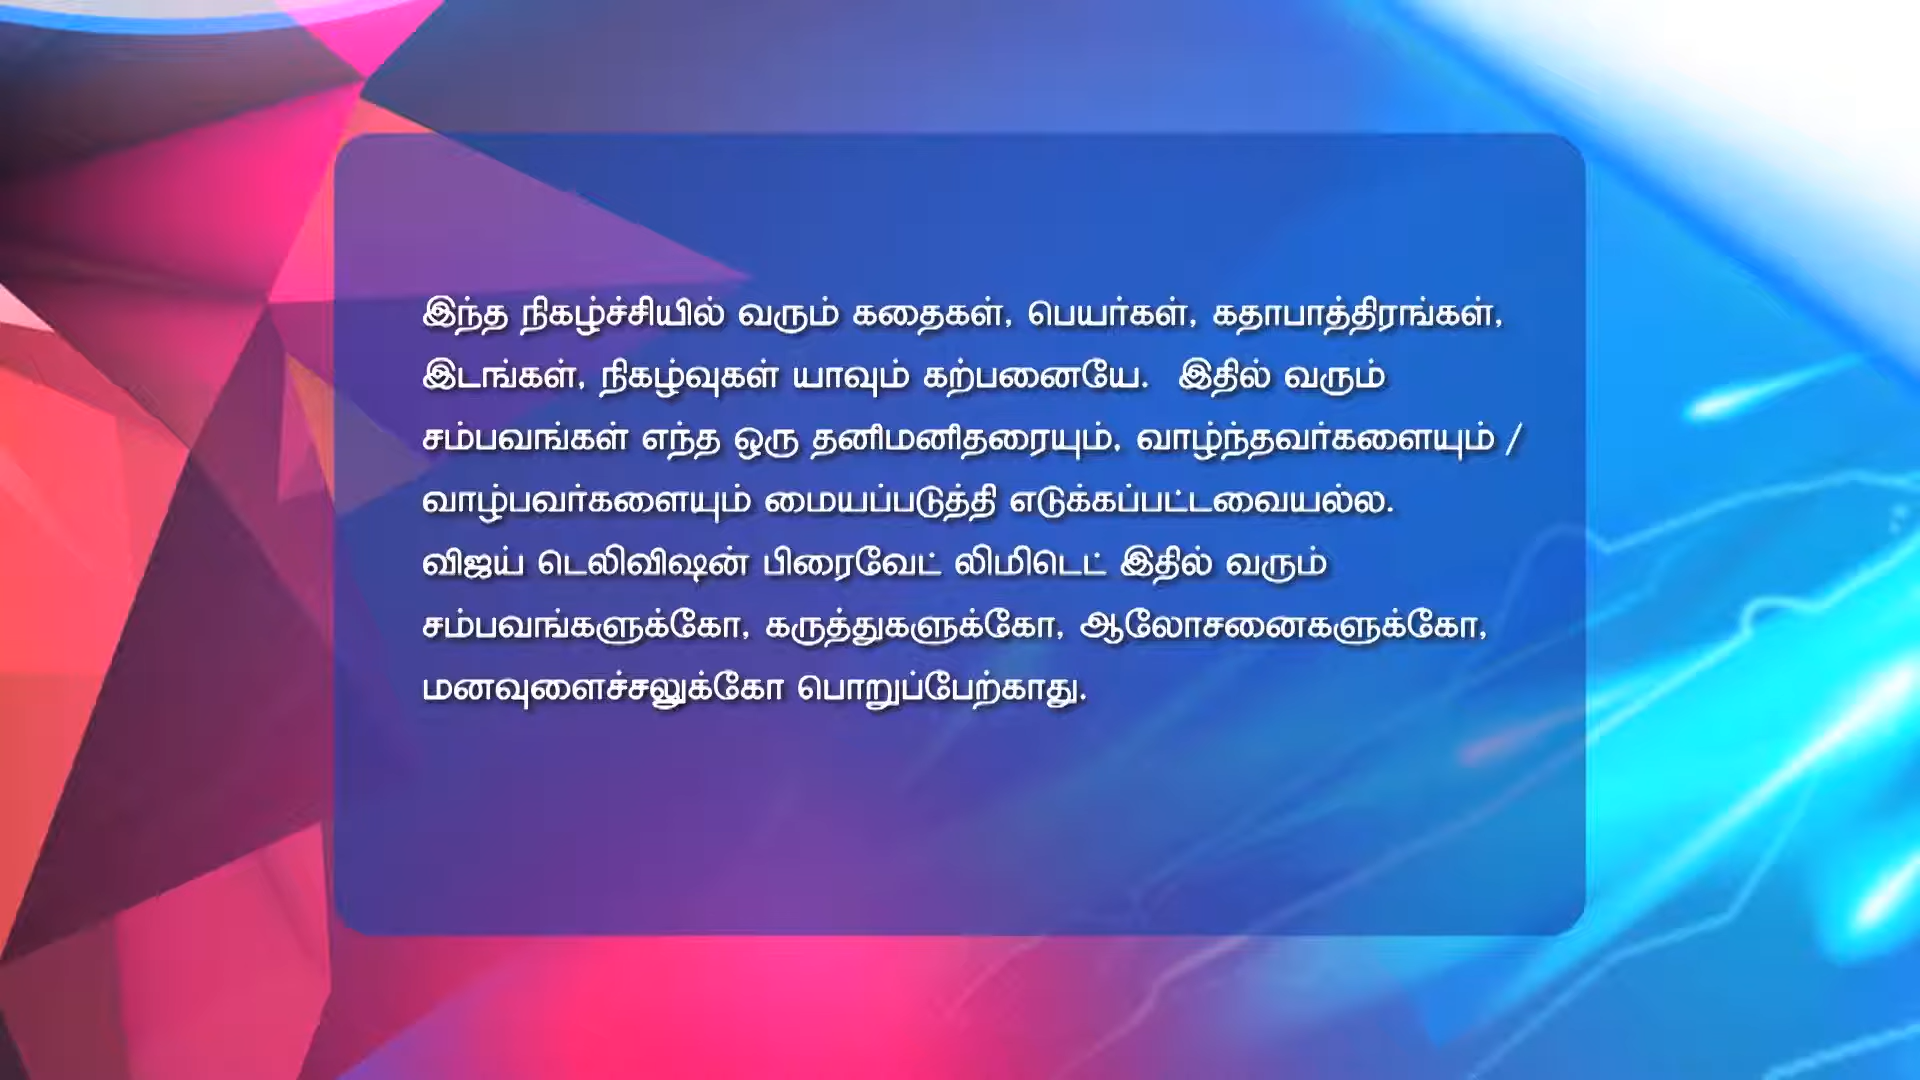 இந்த நிகழ்ச்சியில் வரும் கதைகள், பெயர்கள், கதாபாத்திரங்கள்,
இடங்கள், நிகழ்வுகள் யாவும் கற்பனையே. இதில் வரும்
சம்பவங்கள் எந்த ஒரு தனிமனிதரையும், வாழ்ந்தவர்களையும் /
வாழ்பவர்களையும் மையப்படுத்தி எடுக்கப்பட்டவையல்ல.
விஜய் டெலிவிஷன் பிரைவேட் லிமிடெட் இதில் வரும்
சம்பவங்களுக்கோ, கருத்துகளுக்கோ, ஆலோசனைகளுக்கோ,
மனவுளைச்சலுக்கோ பொறுப்பேற்காது.